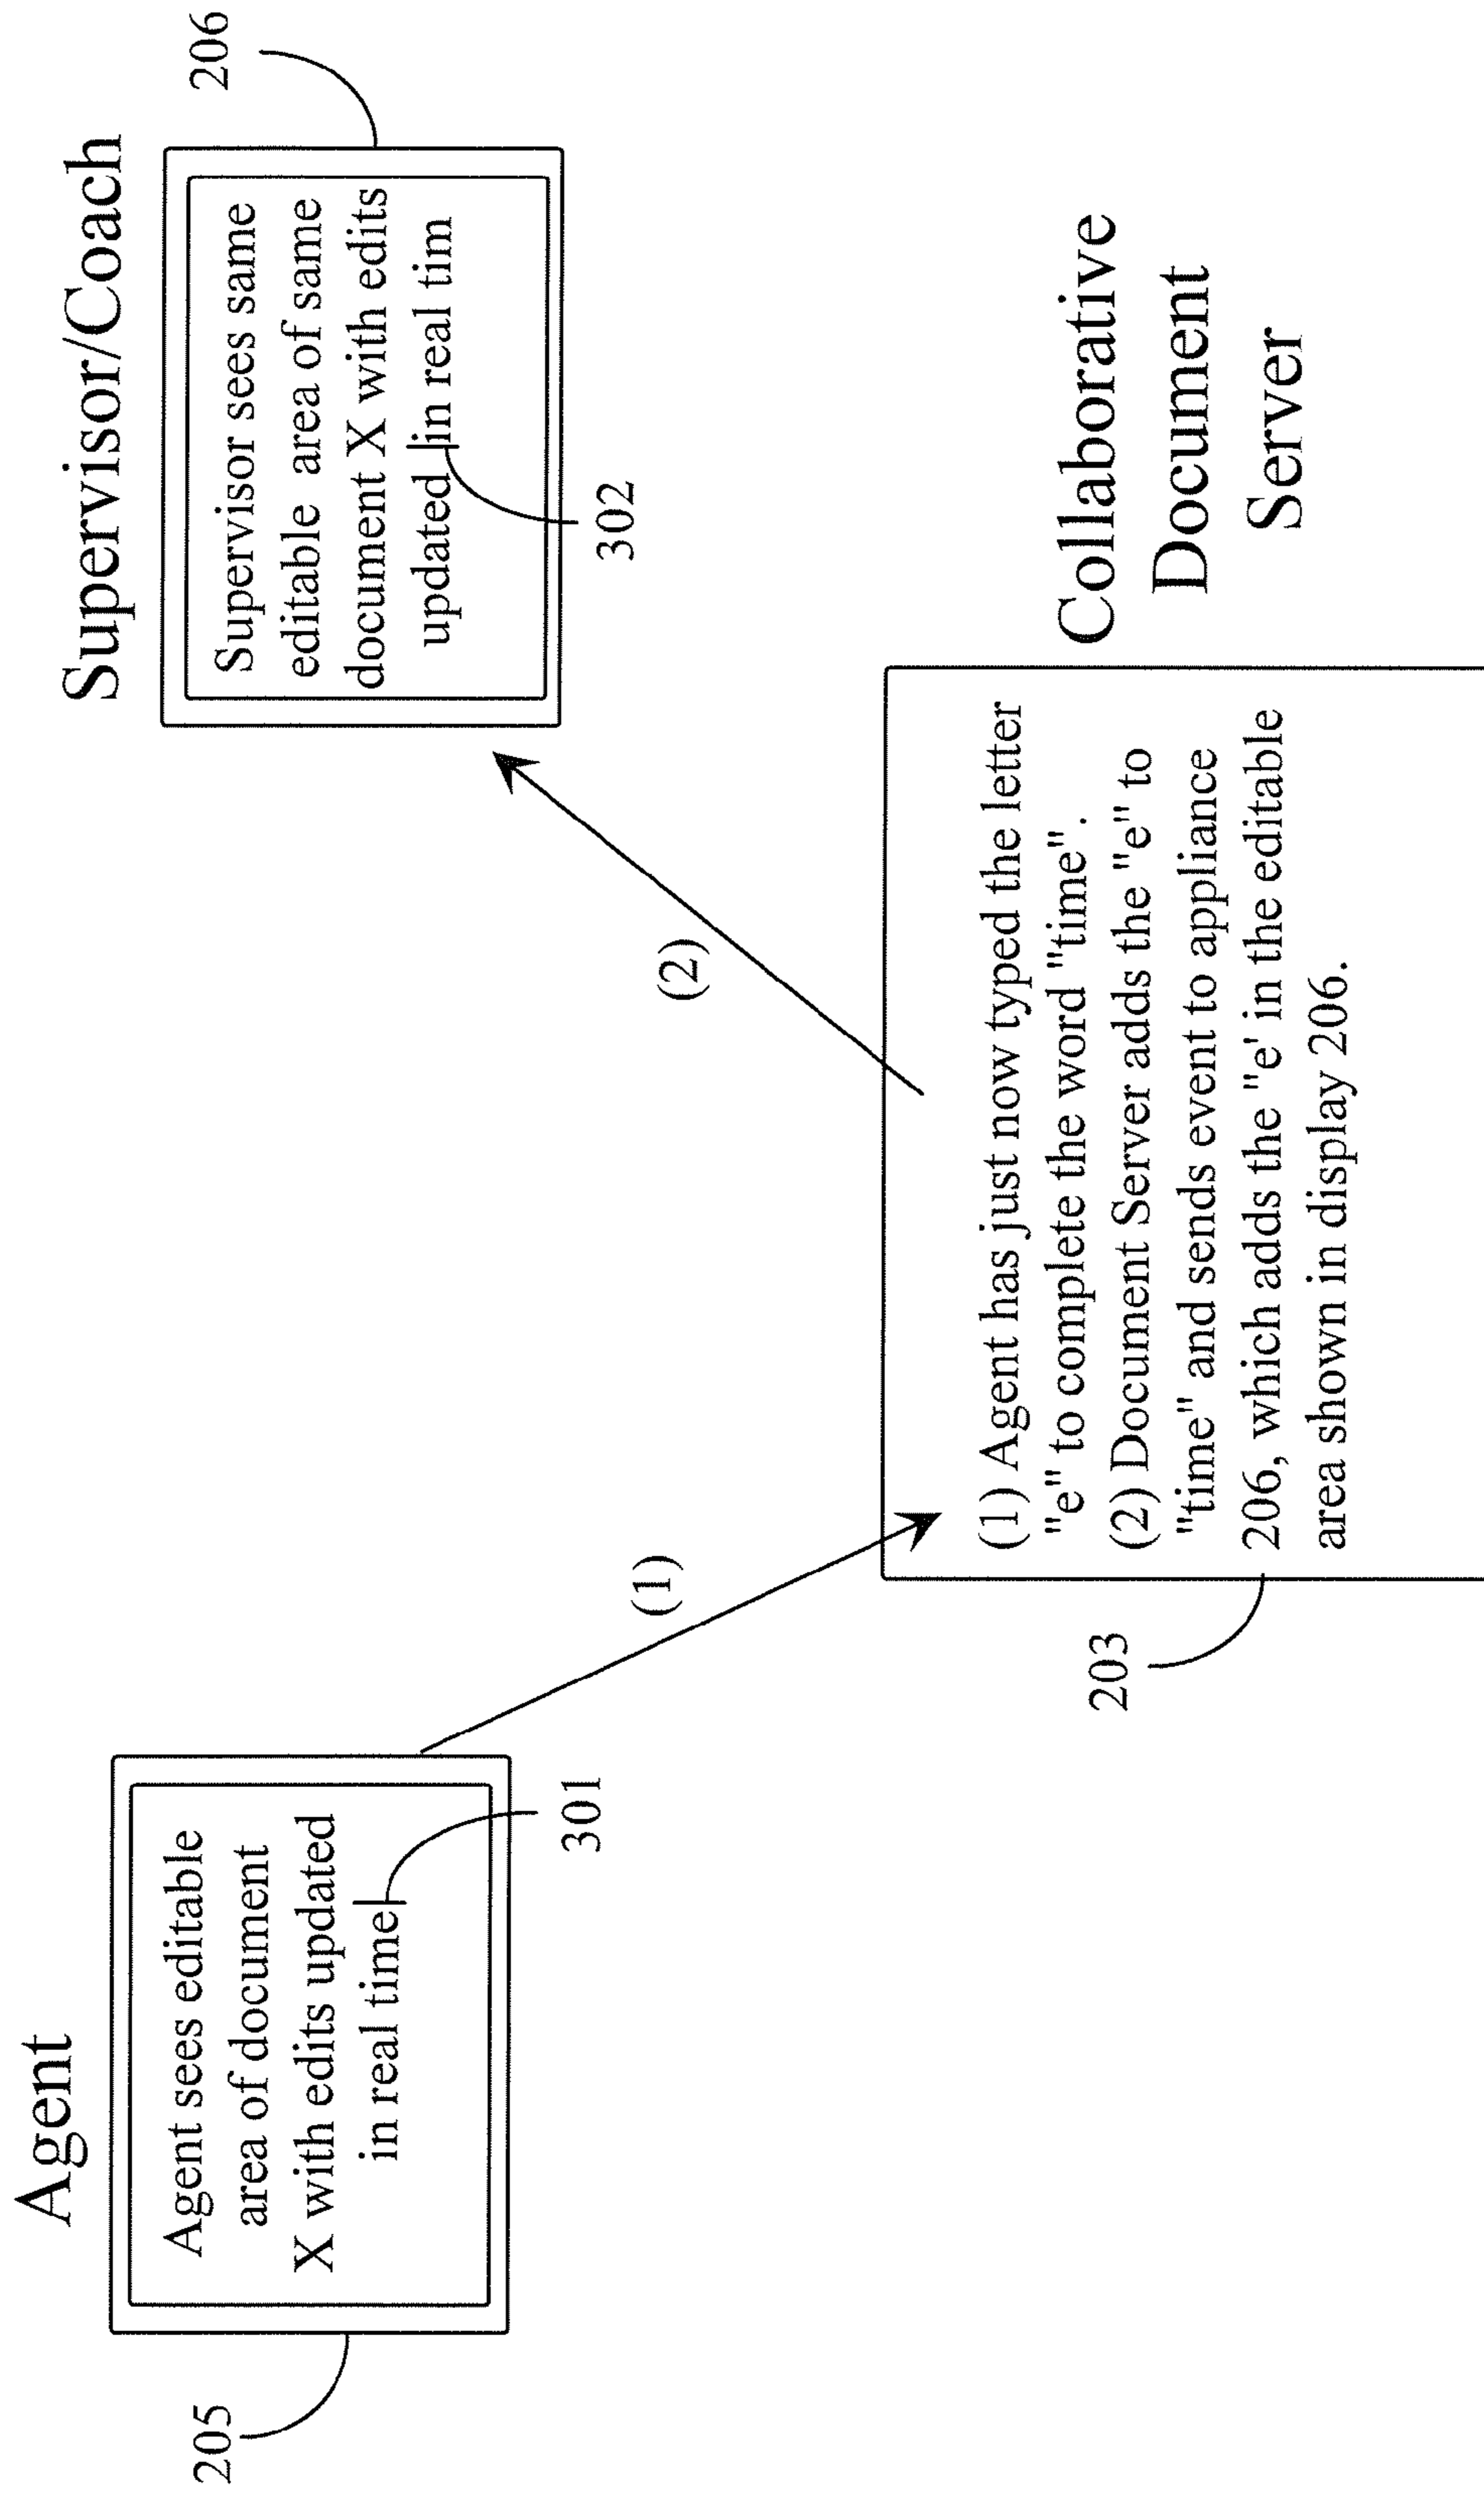 Agent
Agent sees editable
area of document
X with edits updated
in real time
205
301
(1)
Supervisor/Coach
Supervisor sees same
editable area of same
document X with edits
updated in real tim
206
302
(2)
Collaborative
Document
Server
(1) Agent has just now typed the letter
"e" to complete the word "time".
(2) Document Server adds the "e" to
"time" and sends event to appliance
206, which adds the "e' in the editable
area shown in display 206.
203